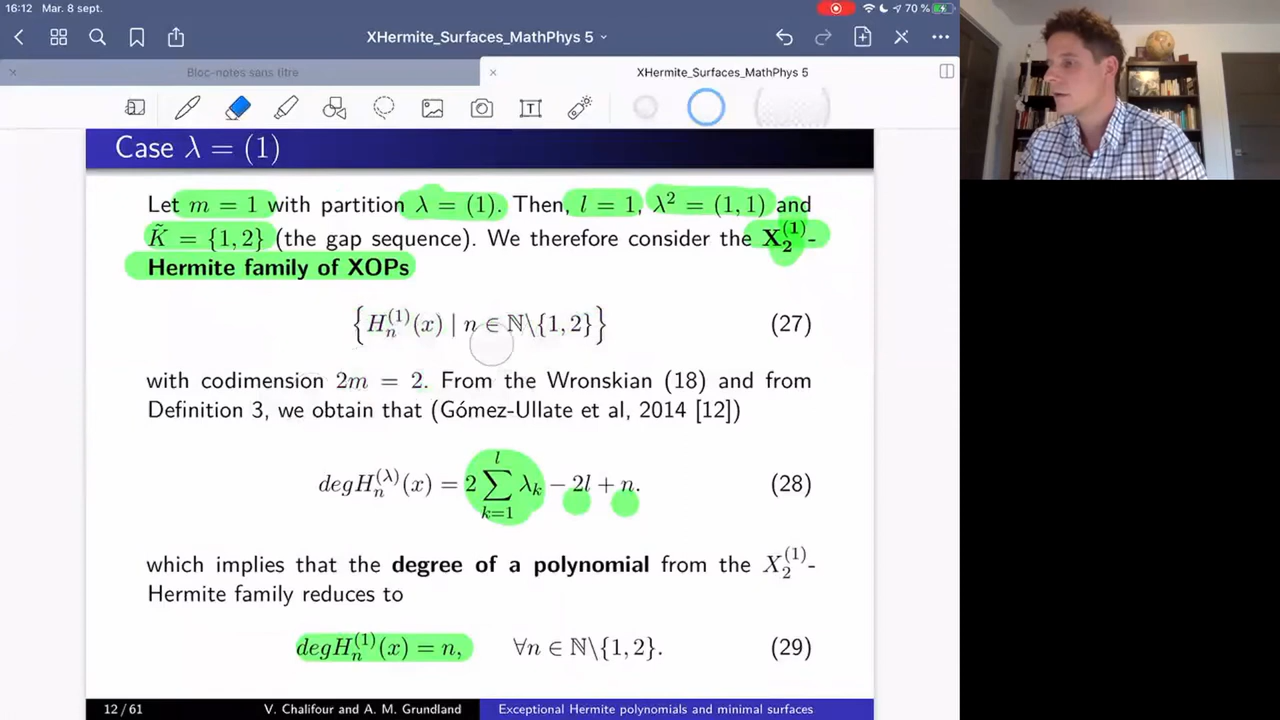 16:12 Mar. 8 sept. 70 %
XHermite_Surfaces_MathPhys 5
Bloc-notes sans titre
XHermite_Surfaces_MathPhys 5
Case λ = (1)
Let m = 1 with partition λ = (1). Then, l = 1, λ² = (1, 1) and
K̃ = {1, 2} (the gap sequence). We therefore consider the X₂⁽¹⁾-
Hermite family of XOPs
{Hₙ⁽¹⁾(x) | n ∈ ℕ\{1, 2}} (27)
with codimension 2m = 2. From the Wronskian (18) and from
Definition 3, we obtain that (Gómez-Ullate et al, 2014 [12])
degHₙ^(λ)(x) = 2 ∑_{k=1}^{l} λₖ − 2l + n. (28)
which implies that the degree of a polynomial from the X₂⁽¹⁾-
Hermite family reduces to
degHₙ⁽¹⁾(x) = n, ∀n ∈ ℕ\{1, 2}. (29)
12 / 61 V. Chalifour and A. M. Grundland Exceptional Hermite polynomials and minimal surfaces